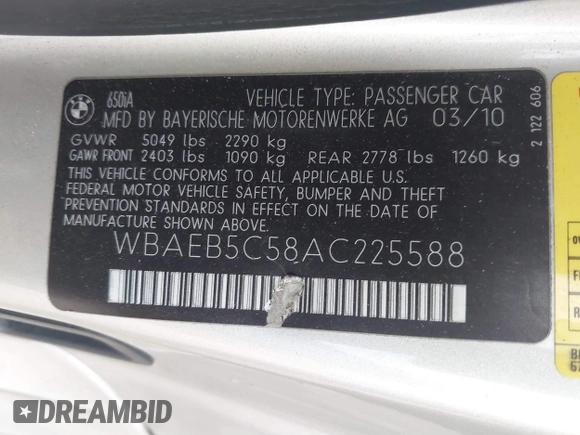 BMW
650iA
VEHICLE TYPE: PASSENGER CAR
MFD BY BAYERISCHE MOTORENWERKE AG 03/10
GVWR 5049 lbs 2290 kg
GAWR FRONT 2403 lbs 1090 kg REAR 2778 lbs 1260 kg
THIS VEHICLE CONFORMS TO ALL APPLICABLE U.S.
FEDERAL MOTOR VEHICLE SAFETY, BUMPER AND THEFT
PREVENTION STANDARDS IN EFFECT ON THE DATE OF
MANUFACTURE SHOWN ABOVE.
WBAEB5C58AC225588
2 122 606
DREAMBID